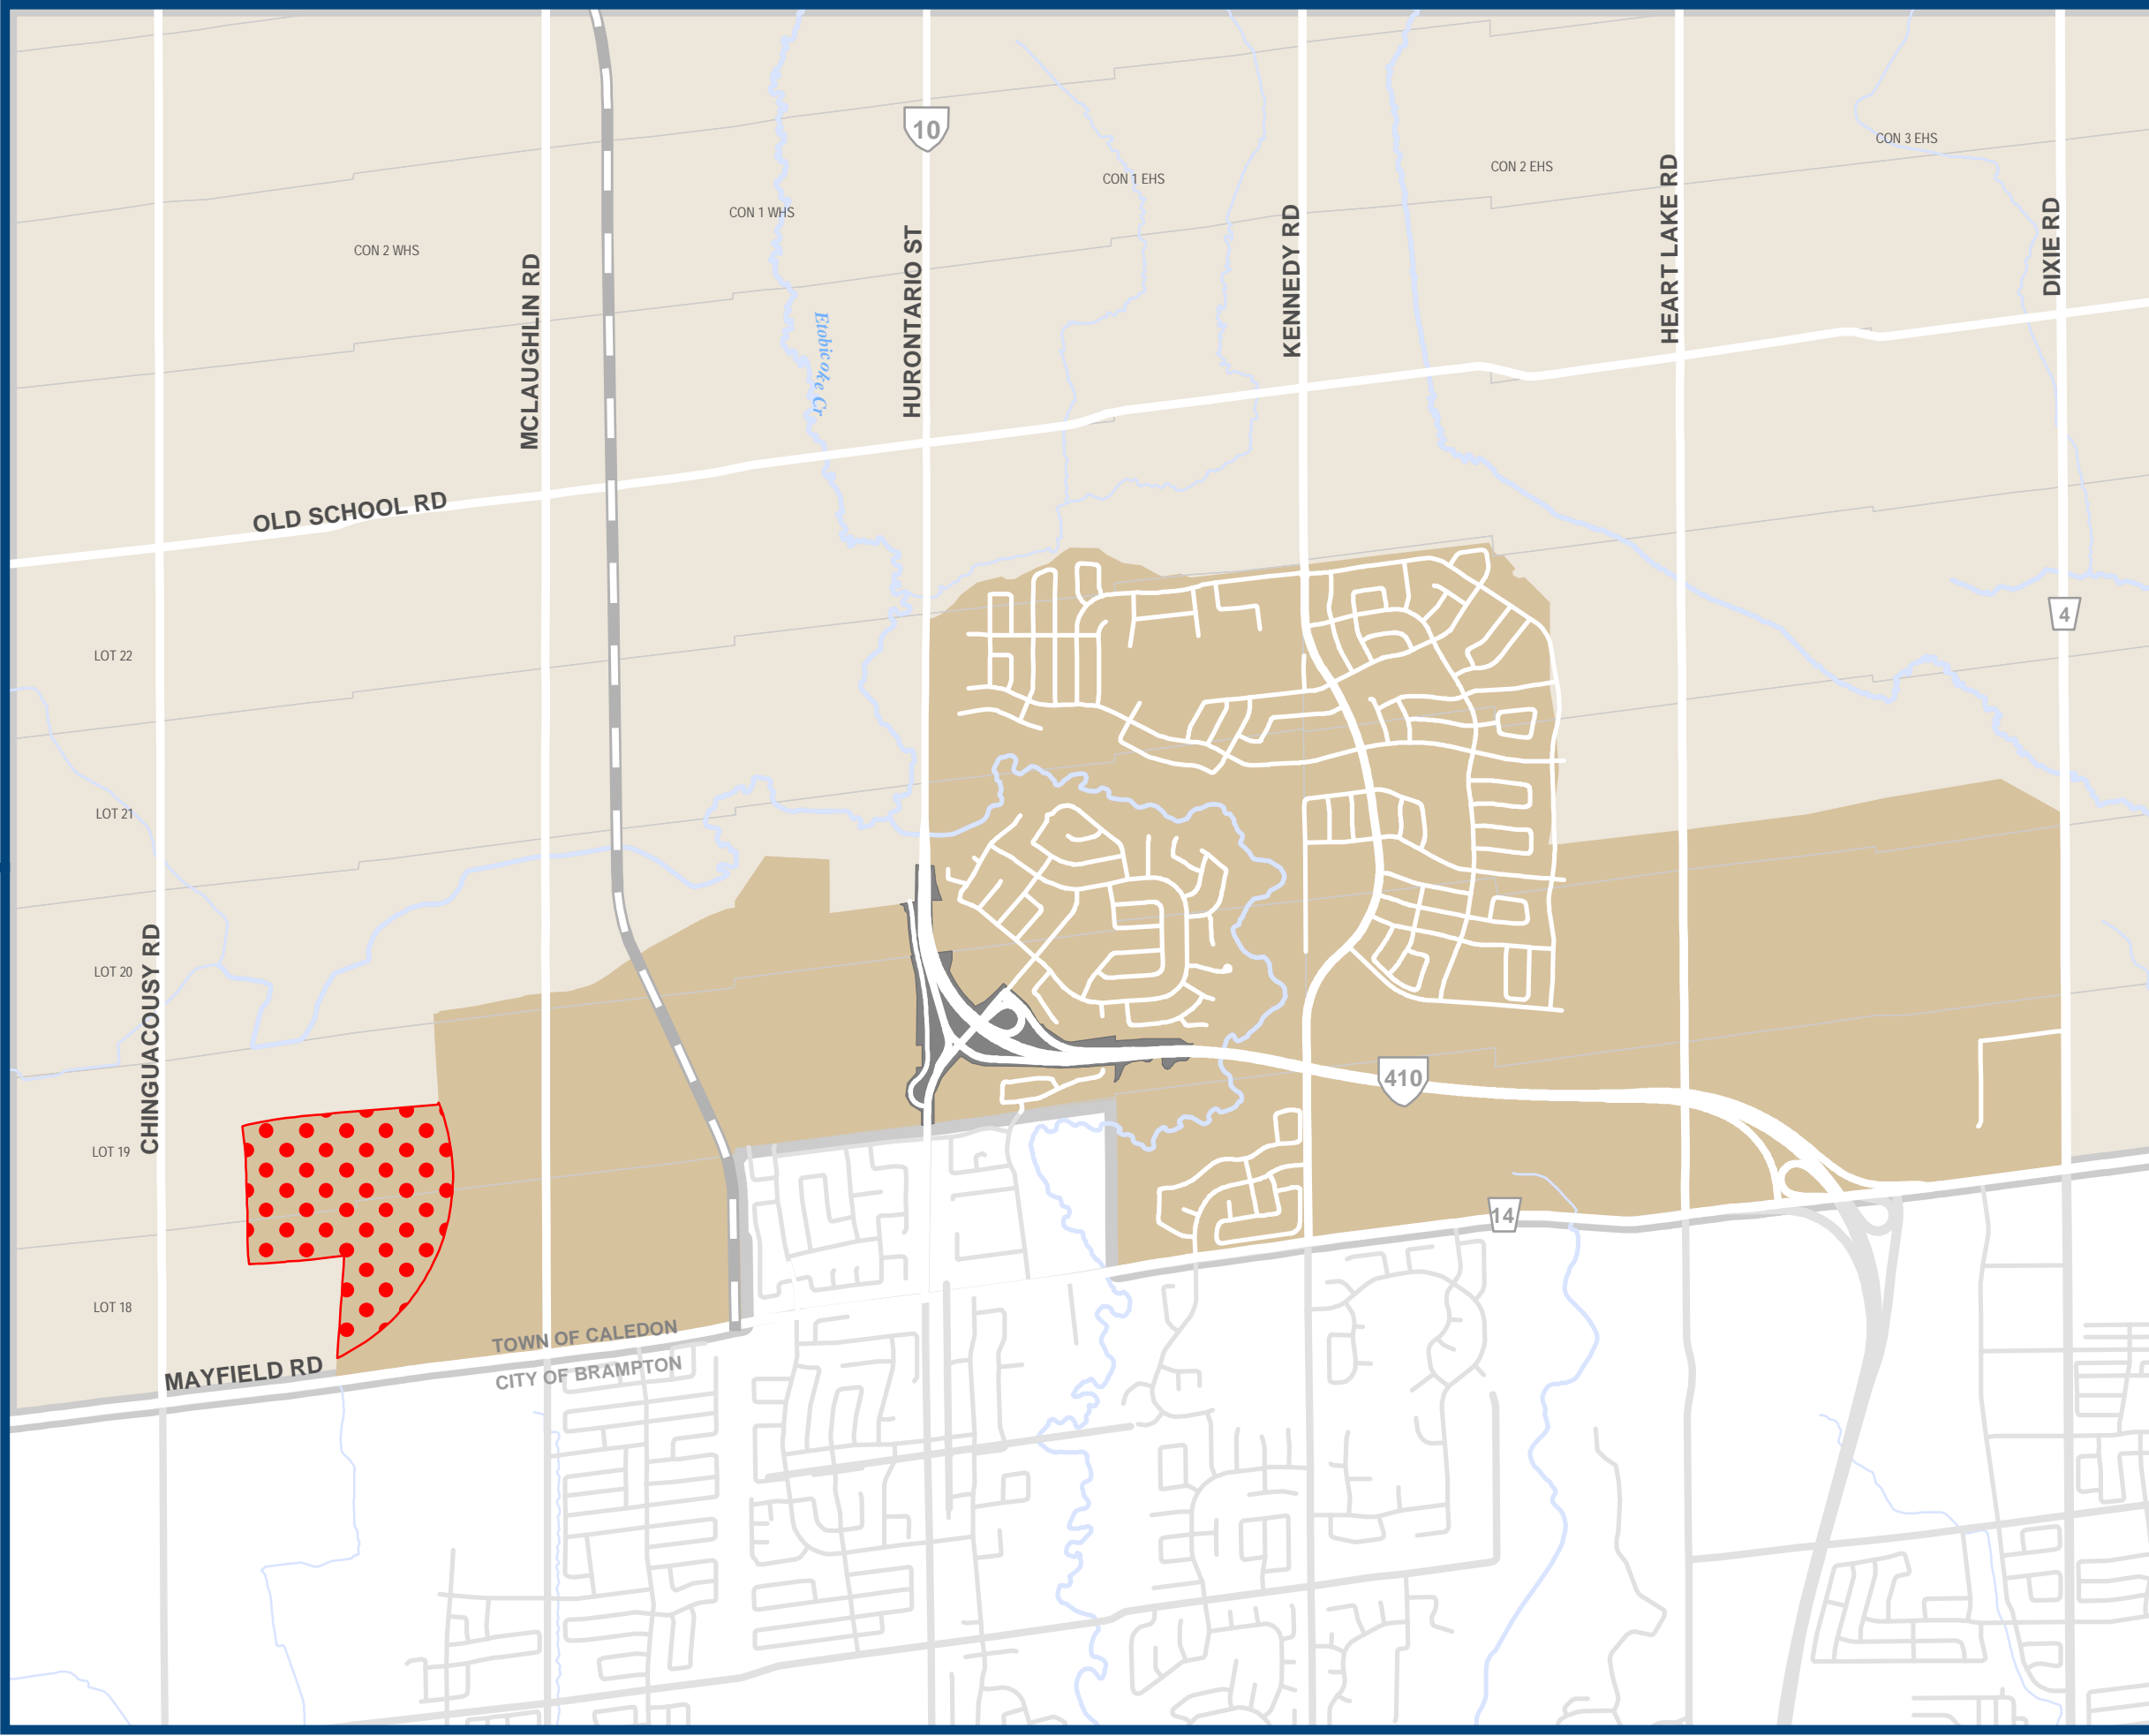 10
CON 3 EHS
CON 2 EHS
CON 1 EHS
CON 1 WHS
CON 2 WHS
MCLAUGHLIN RD
HURONTARIO ST
KENNEDY RD
HEART LAKE RD
DIXIE RD
Etobicoke Cr
OLD SCHOOL RD
4
LOT 22
LOT 21
LOT 20
CHINGUACOUSY RD
410
LOT 19
14
LOT 18
TOWN OF CALEDON
MAYFIELD RD
CITY OF BRAMPTON